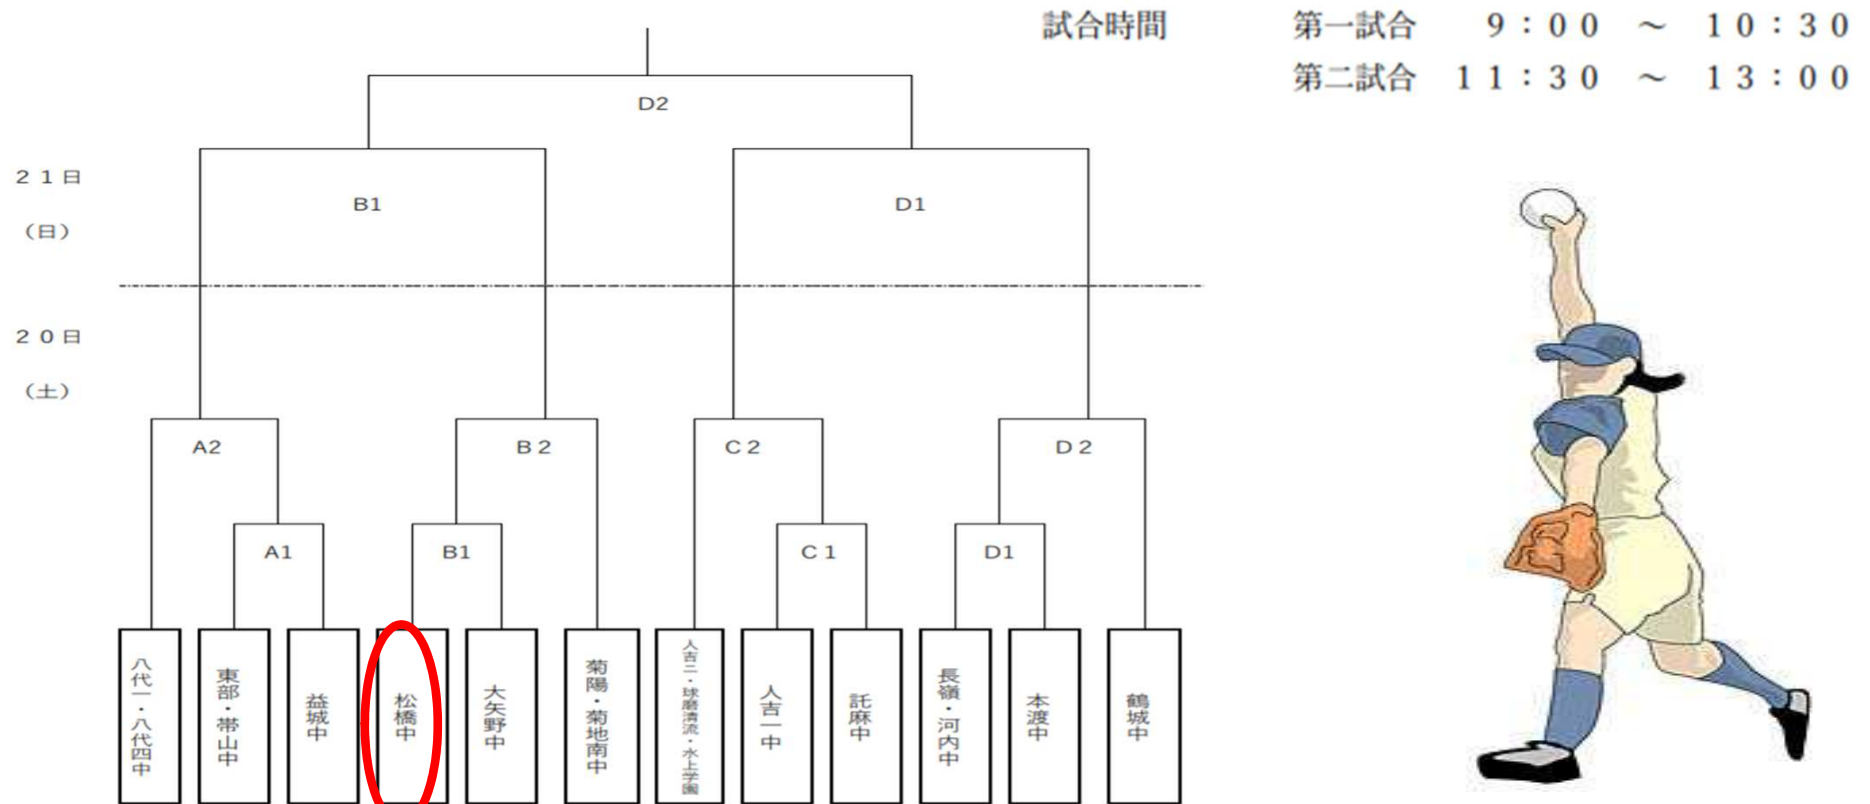 試合時間 第一試合 9:00 ～ 10:30
第二試合 11:30 ～ 13:00
D2
21日
(日)
B1 D1
20日
(土)
A2 B2 C2 D2
A1 B1 C1 D1
八代一・八代四中
東部・帯山中
益城中
松橋中
大矢野中
菊陽・菊地南中
人吉二・球磨清流・水上学園
人吉一中
託麻中
長嶺・河内中
本渡中
鶴城中